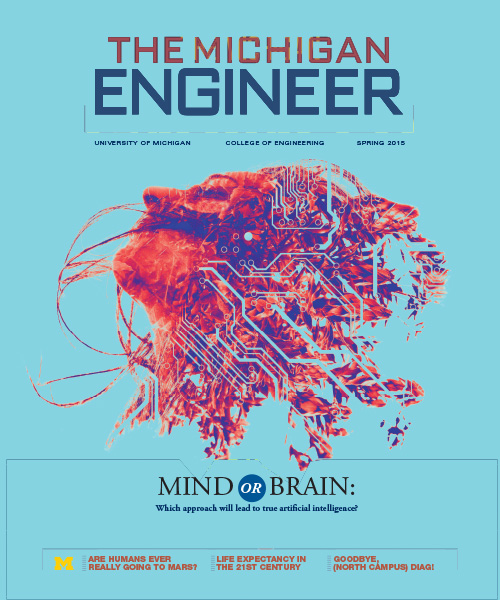 THE MICHIGAN
ENGINEER
UNIVERSITY OF MICHIGAN COLLEGE OF ENGINEERING SPRING 2015
MIND OR BRAIN:
Which approach will lead to true artificial intelligence?
M
ARE HUMANS EVER
REALLY GOING TO MARS?
LIFE EXPECTANCY IN
THE 21ST CENTURY
GOODBYE,
(NORTH CAMPUS) DIAG!